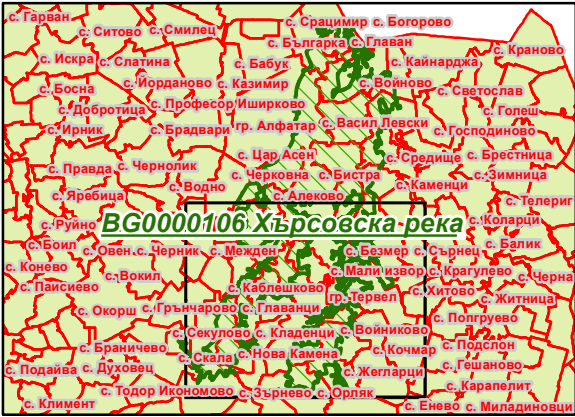 с. Гарван
с. Ситово
с. Смилец
с. Срацимир
с. Богорово
с. Българка
с. Главан
с. Краново
с. Искра
с. Слатина
с. Бабук
с. Кайнарджа
с. Босна
с. Йорданово
с. Казимир
с. Войново
с. Светослав
с. Добротица
с. Професор Иширково
с. Голеш
с. Ирник
с. Брадвари
гр. Алфатар
с. Васил Левски
с. Господиново
с. Цар Асен
с. Средище
с. Брестница
с. Правда
с. Чернолик
с. Черковна
с. Бистра
с. Зимница
с. Водно
с. Каменци
с. Яребица
с. Алеково
с. Телериг
BG0000106 Хърсовска река
с. Руйно
с. Коларци
с. Боил
с. Овен
с. Черник
с. Межден
с. Безмер
с. Сърнец
с. Балик
с. Конево
с. Вокил
с. Мали извор
с. Крагулево
с. Черна
с. Паисиево
с. Каблешково
гр. Тервел
с. Хитово
с. Житница
с. Окорш
с. Грънчарово
с. Главанци
с. Попгруево
с. Секулово
с. Кладенци
с. Войниково
с. Браничево
с. Скала
с. Нова Камена
с. Кочмар
с. Подслон
с. Подайва
с. Духовец
с. Жегларци
с. Гешаново
с. Тодор Икономово
с. Зърнево
с. Орляк
с. Карапелит
с. Климент
с. Енево
с. Миладиновци